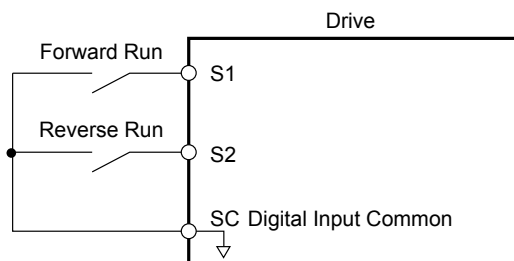 Drive
Forward Run
S1
Reverse Run
S2
SC Digital Input Common